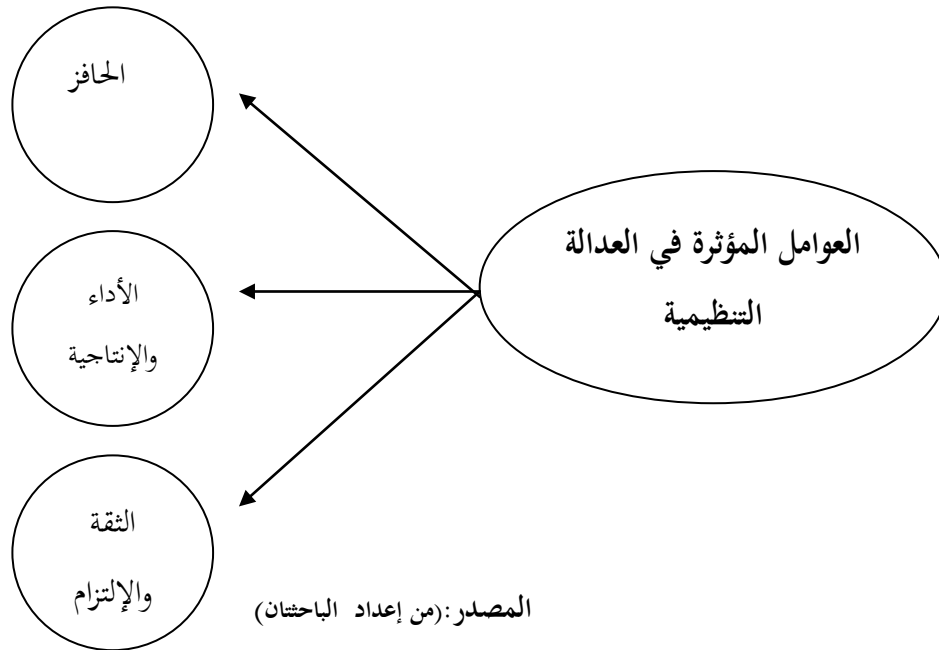 العوامل المؤثرة في العدالة
التنظيمية
الحافز
الأداء
والإنتاجية
الثقة
والإلتزام
المصدر:(من إعداد الباحثتان)